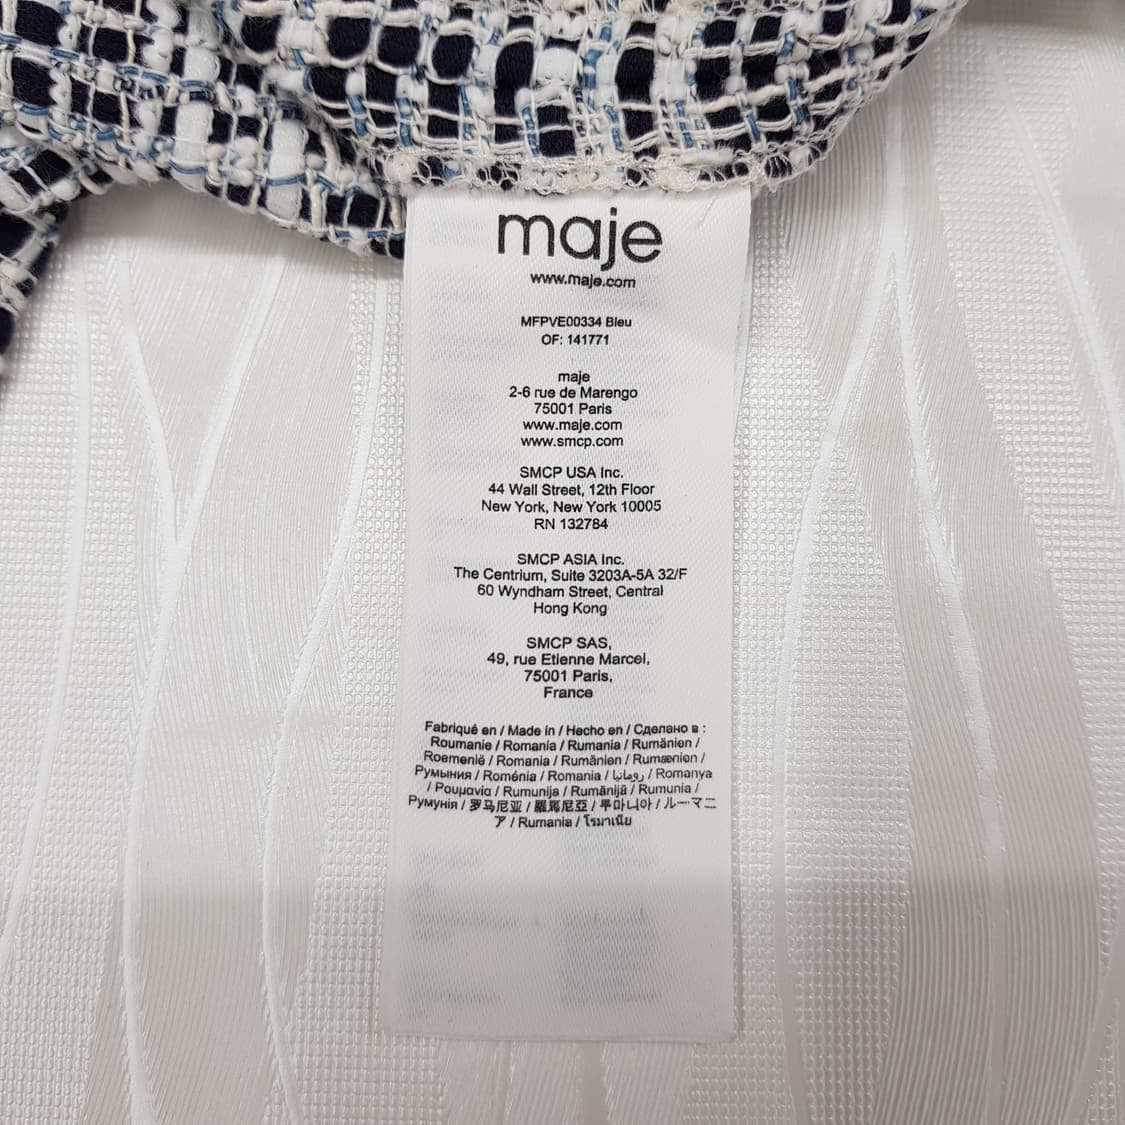 maje
www.maje.com
MFPVE00334 Bleu
OF: 141771
maje
2-6 rue de Marengo
75001 Paris
www.maje.com
www.smcp.com
SMCP USA Inc.
44 Wall Street, 12th Floor
New York, New York 10005
RN 132784
SMCP ASIA Inc.
The Centrium, Suite 3203A-5A 32/F
60 Wyndham Street, Central
Hong Kong
SMCP SAS,
49, rue Etienne Marcel,
75001 Paris,
France
Fabriqué en / Made in / Hecho en / Сделано в :
Roumanie / Romania / Rumania / Rumänien /
Roemenië / Romania / Rumänien / Rumænien /
Румыния / Roménia / Romania / رومانيا / Romanya
/ Ρουμανία / Rumunija / Rumānijā / Rumunia /
Румунія / 罗马尼亚 / 羅馬尼亞 / 루마니아 / ルーマニ
ア / Rumania / โรมาเนีย